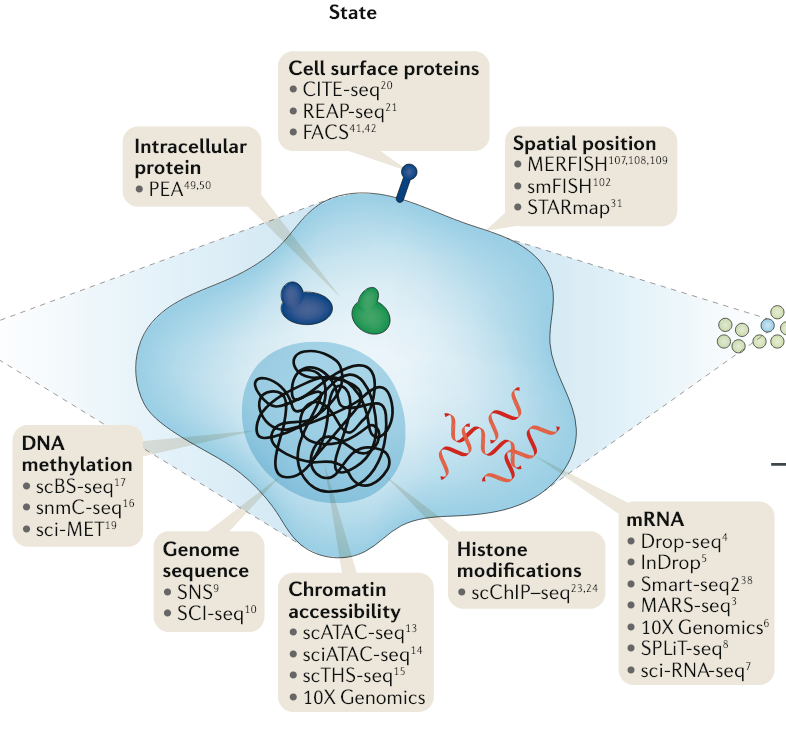 State
Cell surface proteins
• CITE-seq20
• REAP-seq21
• FACS41,42
Intracellular
protein
• PEA49,50
Spatial position
• MERFISH107,108,109
• smFISH102
• STARmap31
DNA
methylation
• scBS-seq17
• snmC-seq16
• sci-MET19
Genome
sequence
• SNS9
• SCI-seq10
Chromatin
accessibility
• scATAC-seq13
• sciATAC-seq14
• scTHS-seq15
• 10X Genomics
Histone
modifications
• scChIP–seq23,24
mRNA
• Drop-seq4
• InDrop5
• Smart-seq238
• MARS-seq3
• 10X Genomics6
• SPLiT-seq8
• sci-RNA-seq7